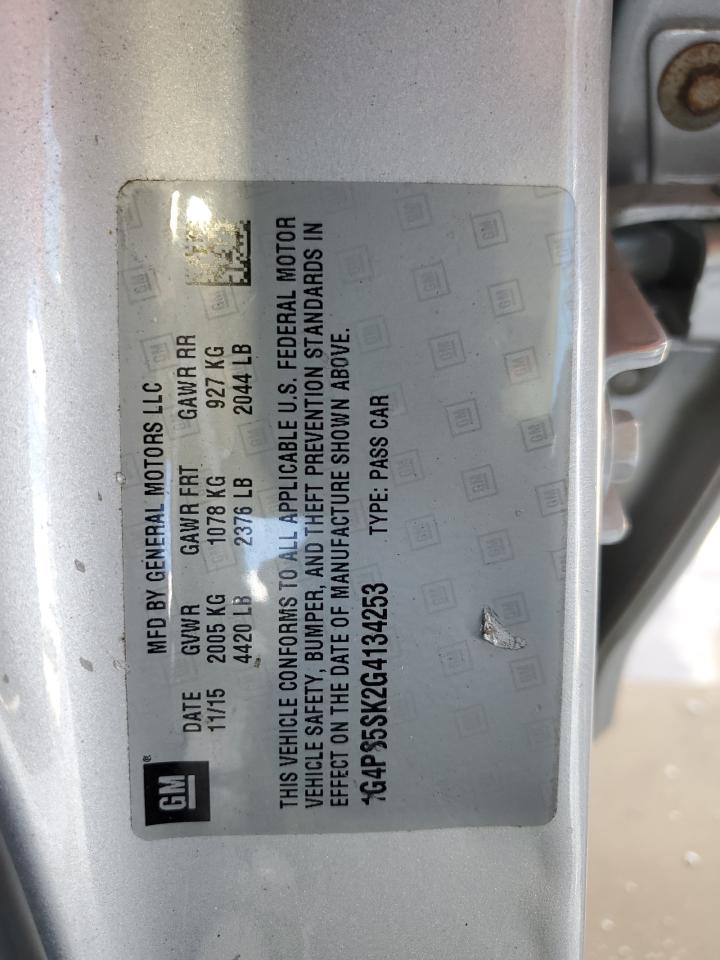 GM®
MFD BY GENERAL MOTORS LLC
DATE GVWR GAWR FRT GAWR RR
11/15 2005 KG 1078 KG 927 KG
4420 LB 2376 LB 2044 LB
THIS VEHICLE CONFORMS TO ALL APPLICABLE U.S. FEDERAL MOTOR
VEHICLE SAFETY, BUMPER, AND THEFT PREVENTION STANDARDS IN
EFFECT ON THE DATE OF MANUFACTURE SHOWN ABOVE.
1G4PS5SK2G4134253 TYPE: PASS CAR